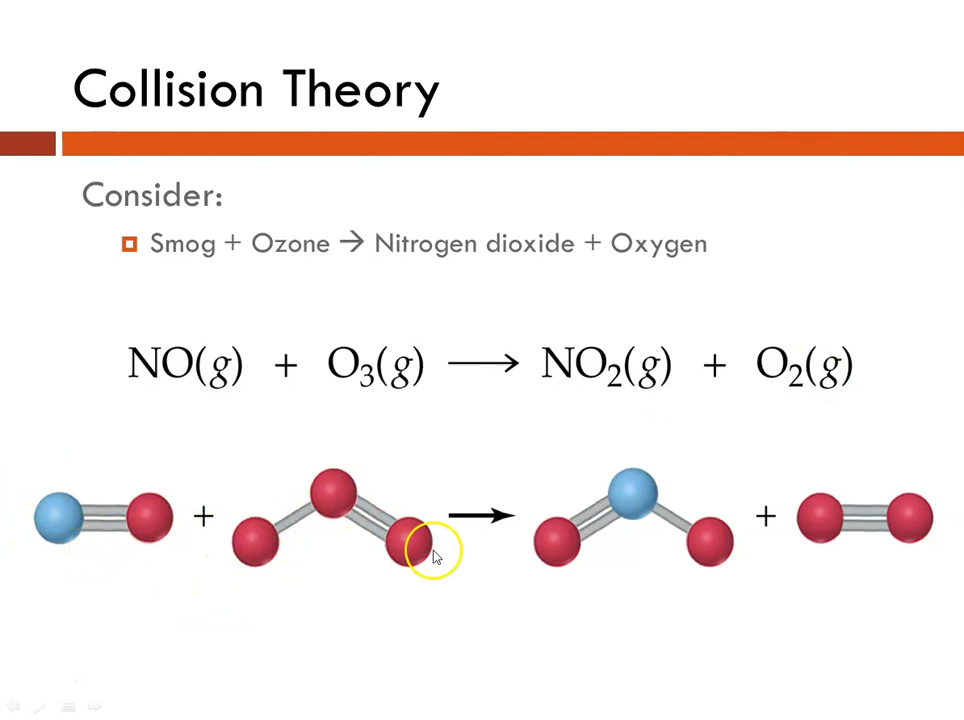 Collision Theory
Consider:
Smog + Ozone → Nitrogen dioxide + Oxygen
NO(g) + O₃(g) ⟶ NO₂(g) + O₂(g)
+ → +